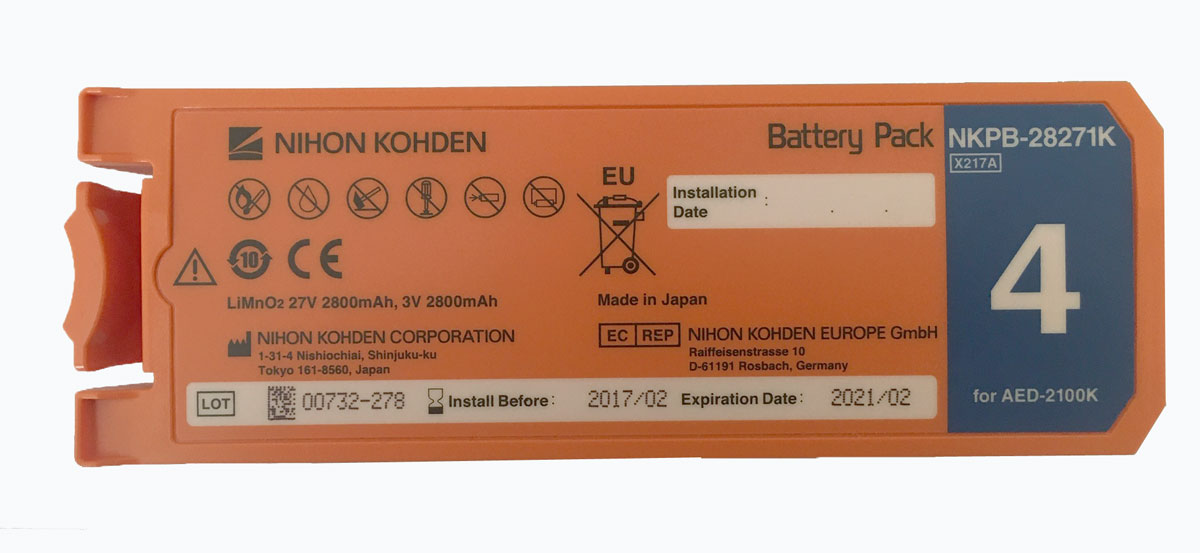 NIHON KOHDEN
Battery Pack
NKPB-28271K
X217A
EU
Installation
Date : . .
4
10
CE
LiMnO2 27V 2800mAh, 3V 2800mAh
Made in Japan
NIHON KOHDEN CORPORATION
1-31-4 Nishiochiai, Shinjuku-ku
Tokyo 161-8560, Japan
EC REP NIHON KOHDEN EUROPE GmbH
Raiffeisenstrasse 10
D-61191 Rosbach, Germany
LOT 00732-278 Install Before: 2017/02 Expiration Date: 2021/02
for AED-2100K